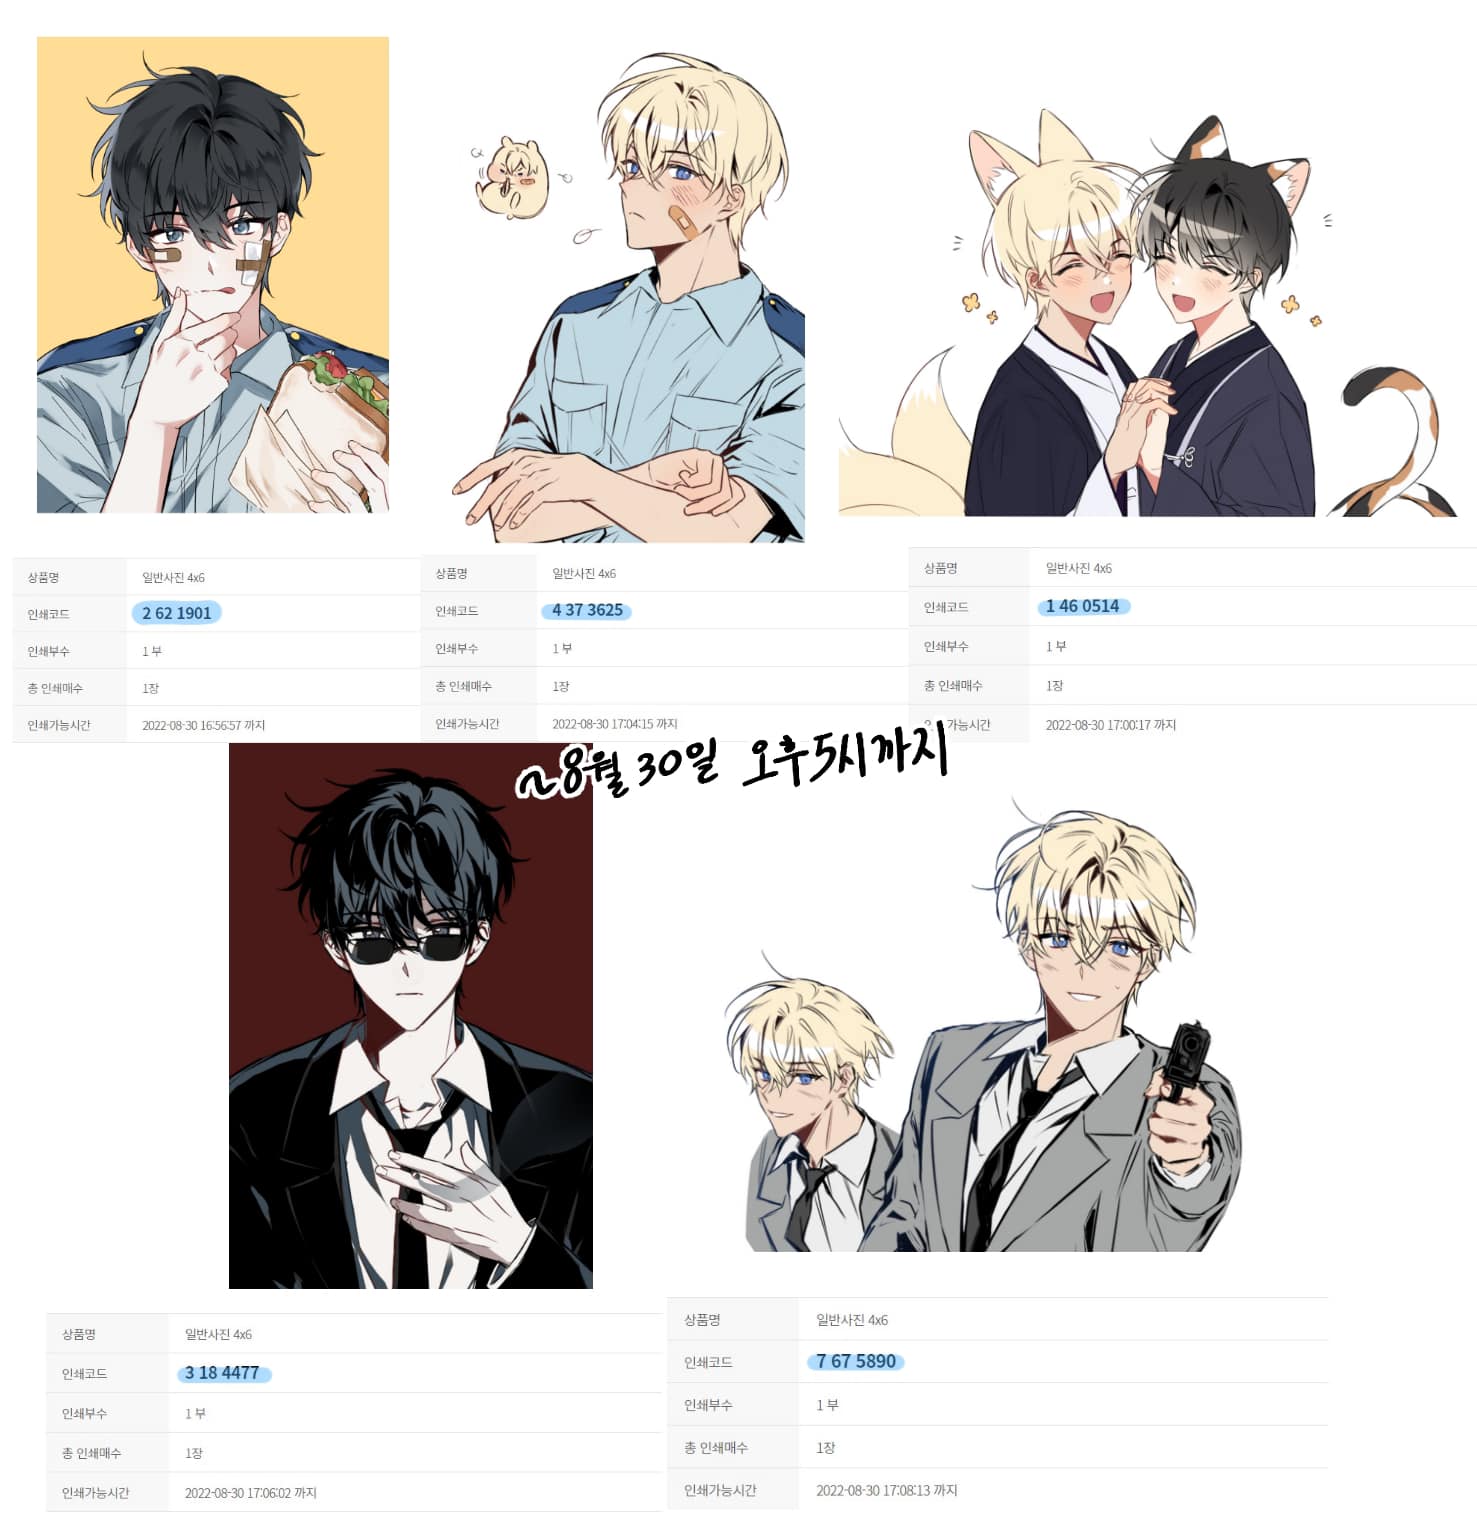 상품명 일반사진 4x6
인쇄코드 2 62 1901
인쇄부수 1 부
총 인쇄매수 1장
인쇄가능시간 2022-08-30 16:56:57 까지
상품명 일반사진 4x6
인쇄코드 4 37 3625
인쇄부수 1 부
총 인쇄매수 1장
인쇄가능시간 2022-08-30 17:04:15 까지
상품명 일반사진 4x6
인쇄코드 1 46 0514
인쇄부수 1 부
총 인쇄매수 1장
가능시간 2022-08-30 17:00:17 까지
~8월 30일 오후5시까지
상품명 일반사진 4x6
인쇄코드 3 18 4477
인쇄부수 1 부
총 인쇄매수 1장
인쇄가능시간 2022-08-30 17:06:02 까지
상품명 일반사진 4x6
인쇄코드 7 67 5890
인쇄부수 1 부
총 인쇄매수 1장
인쇄가능시간 2022-08-30 17:08:13 까지